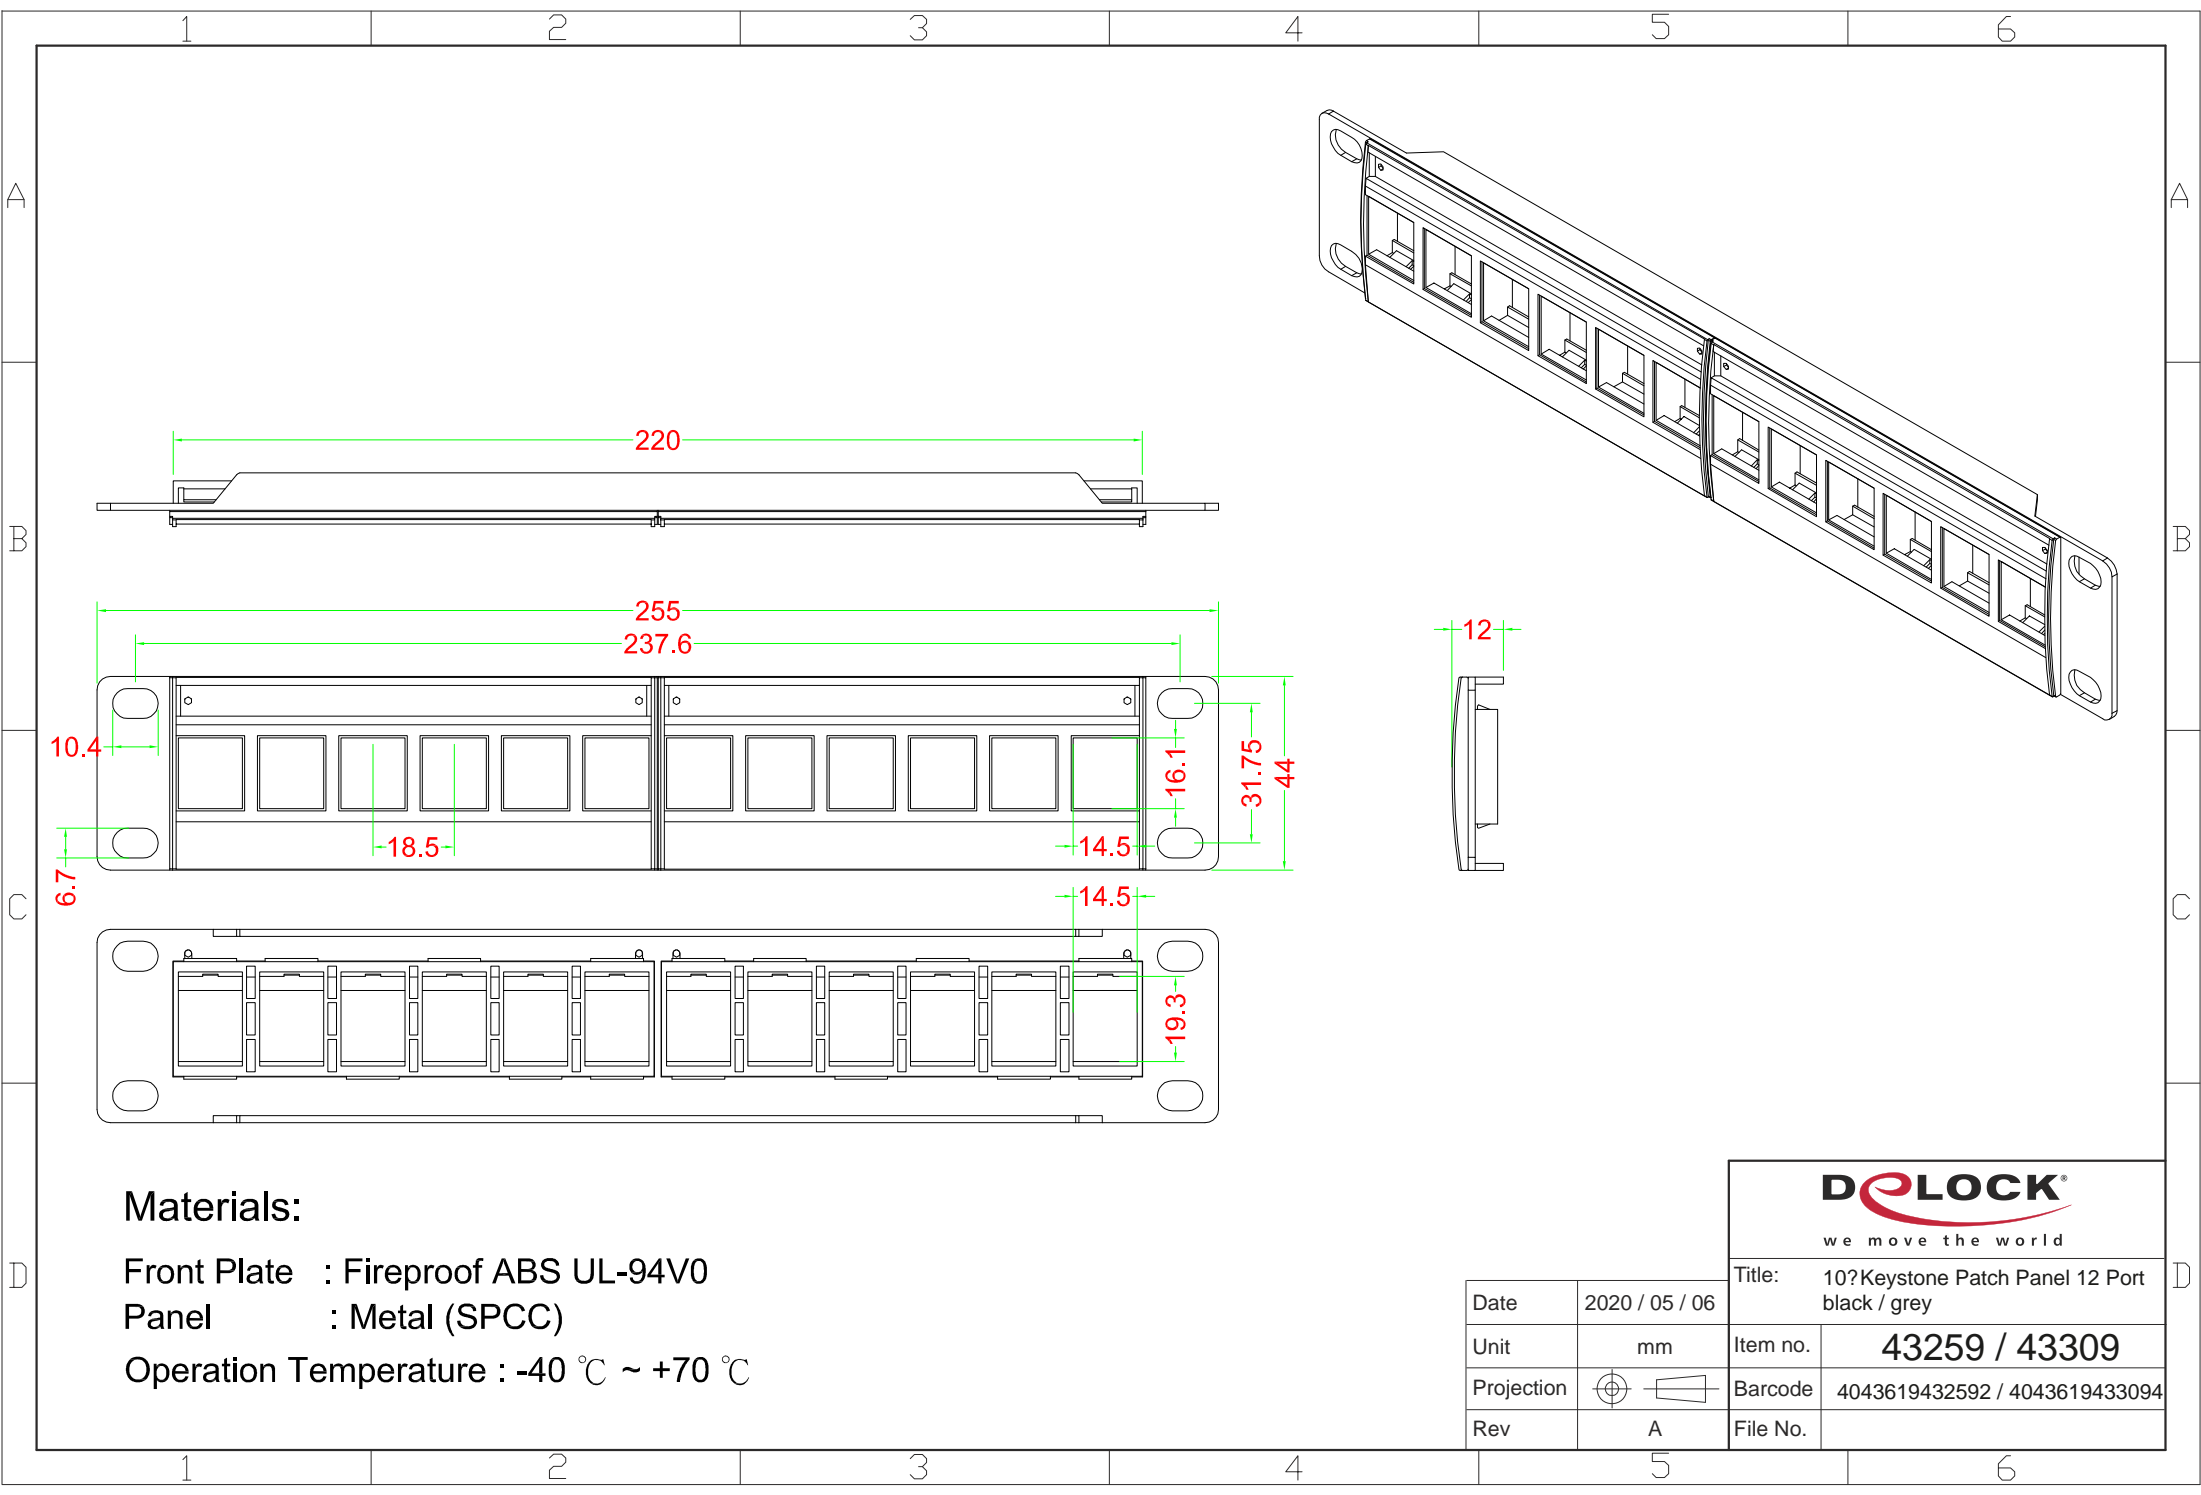 1 2 3 4 5 6
A A
220
B B
255
237.6
12
10.4
16.1
31.75
44
18.5
14.5
6.7
C C
14.5
19.3
Materials:
Front Plate : Fireproof ABS UL-94V0
Panel : Metal (SPCC)
Operation Temperature : -40 ℃ ~ +70 ℃
D D
DeLOCK®
we move the world
Title: 10?Keystone Patch Panel 12 Port
black / grey
Date 2020 / 05 / 06
Unit mm
Item no. 43259 / 43309
Projection
Barcode 4043619432592 / 4043619433094
Rev A
File No.
1 2 3 4 5 6